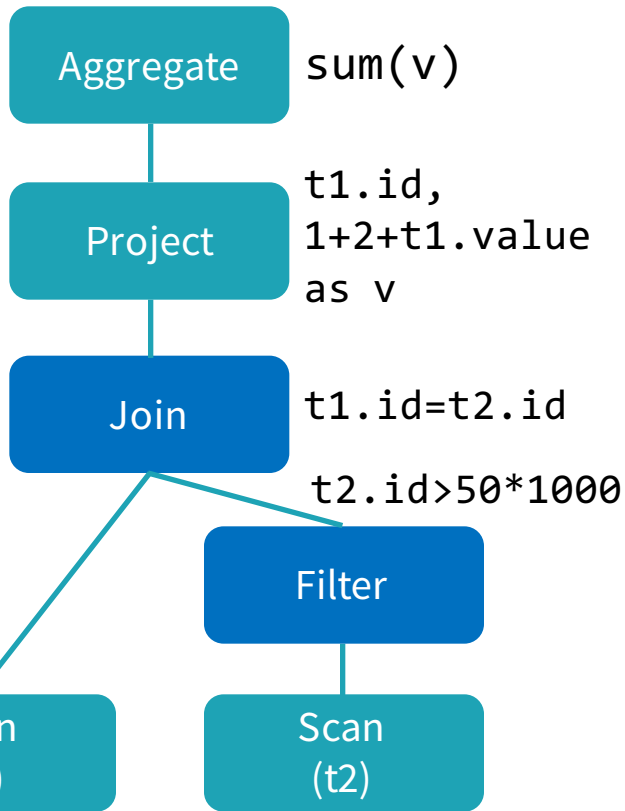 Aggregate
sum(v)
t1.id,
Project
1+2+t1.value
as v
Join
t1.id=t2.id
t2.id>50*1000
Filter
n
)
Scan
(t2)